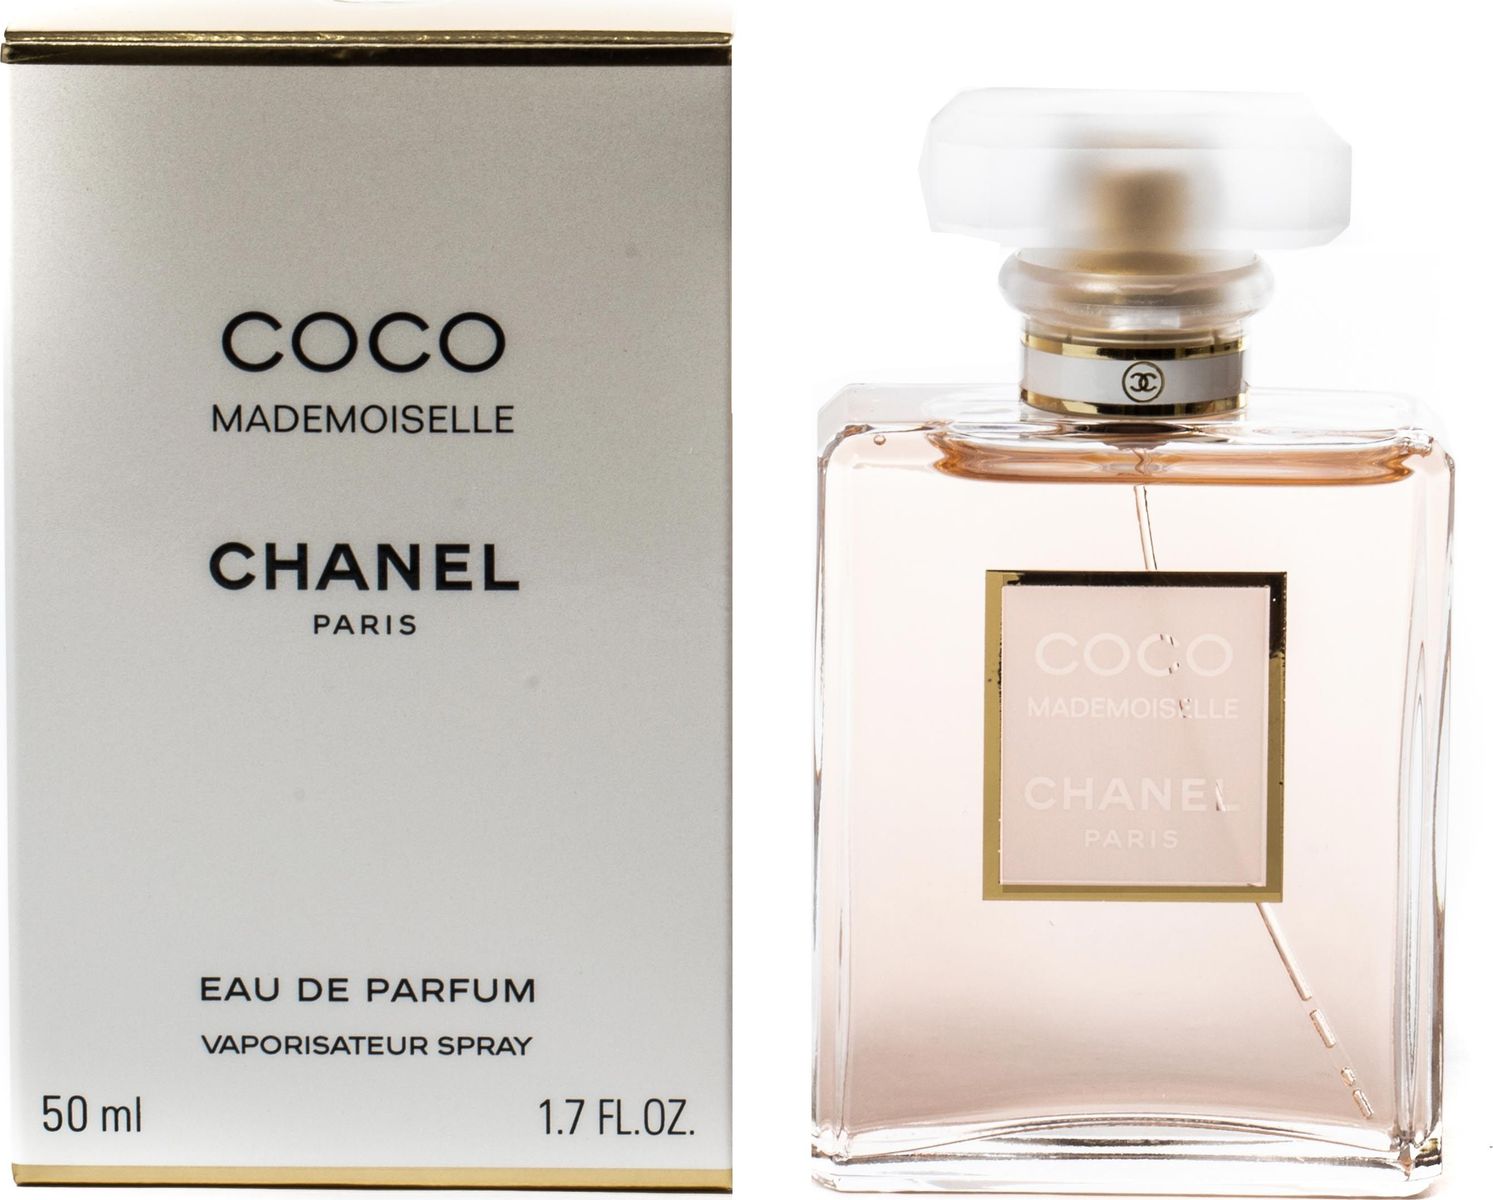 COCO
MADEMOISELLE
CHANEL
PARIS
EAU DE PARFUM
VAPORISATEUR SPRAY
50 ml 1.7 FL.OZ.
COCO
MADEMOISELLE
CHANEL
PARIS